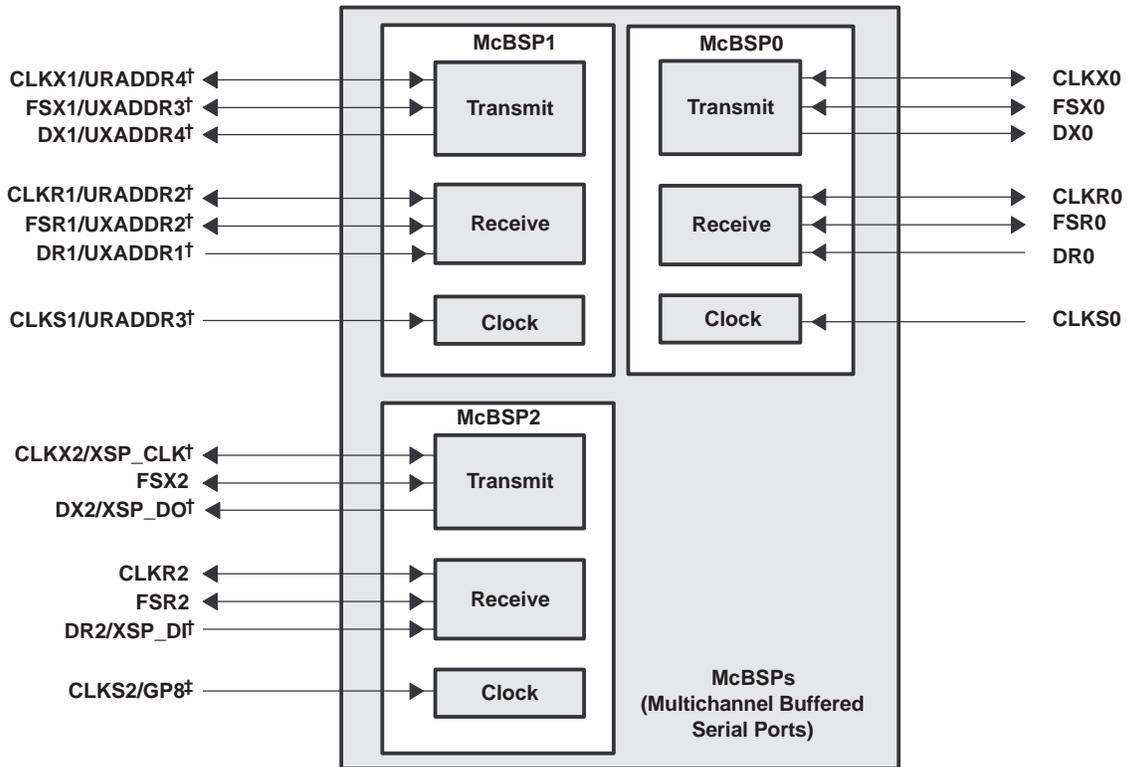 McBSP1
CLKX1/URADDR4†
FSX1/UXADDR3†
DX1/UXADDR4†
Transmit
CLKR1/URADDR2†
FSR1/UXADDR2†
DR1/UXADDR1†
Receive
CLKS1/URADDR3†
Clock
McBSP0
Transmit
CLKX0
FSX0
DX0
Receive
CLKR0
FSR0
DR0
Clock
CLKS0
McBSP2
CLKX2/XSP_CLK†
FSX2
DX2/XSP_DO†
Transmit
CLKR2
FSR2
DR2/XSP_DI†
Receive
CLKS2/GP8‡
Clock
McBSPs
(Multichannel Buffered
Serial Ports)